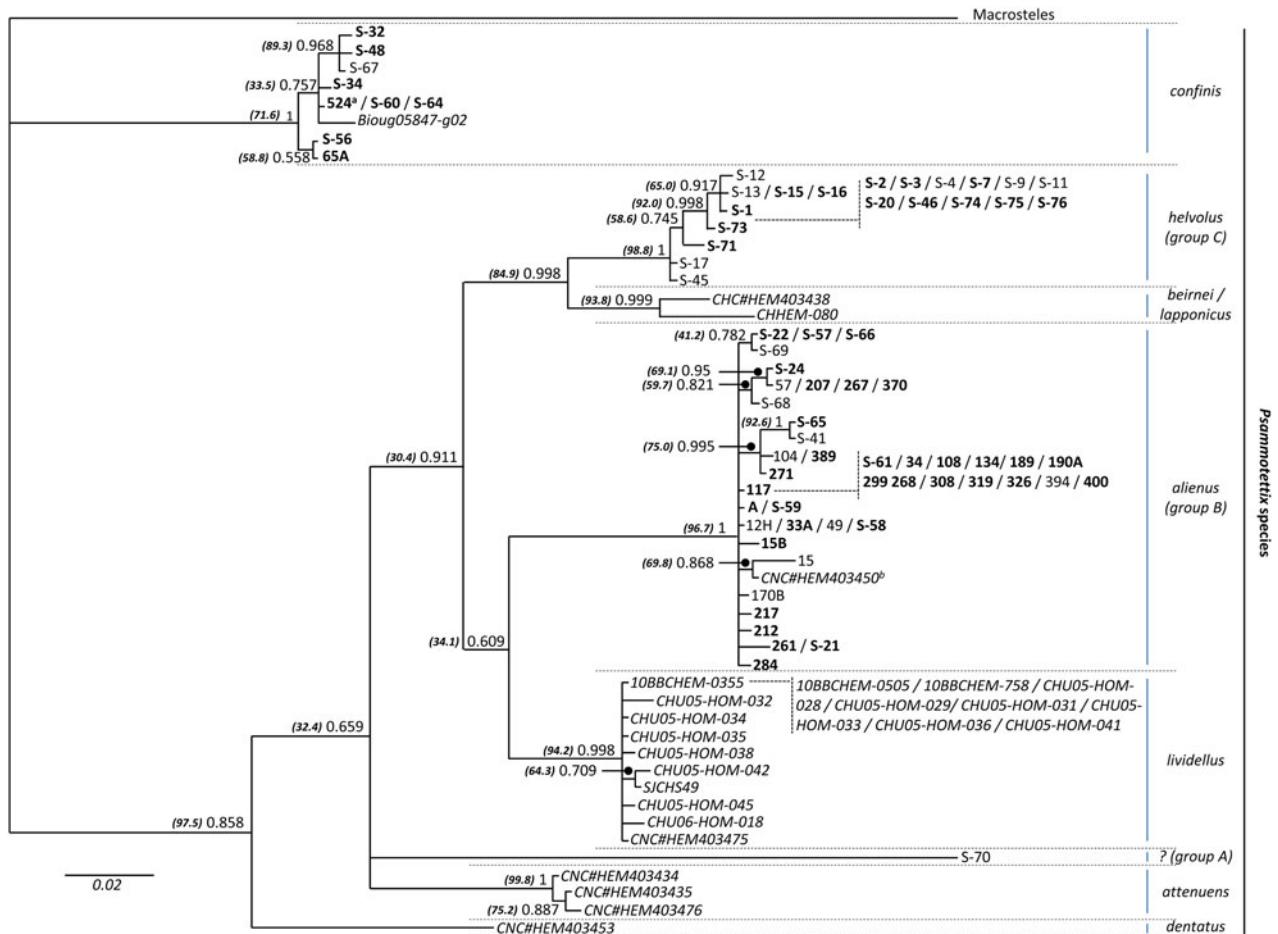 Macrosteles
S-32
(89.3) 0.968
S-48
S-67
(33.5) 0.757
S-34
524ᵃ / S-60 / S-64
confinis
(71.6) 1
Bioug05847-g02
S-56
(58.8) 0.558
65A
S-12
(65.0) 0.917
S-13 / S-15 / S-16
S-2 / S-3 / S-4 / S-7 / S-9 / S-11
(92.0) 0.998
S-1
S-20 / S-46 / S-74 / S-75 / S-76
(58.6) 0.745
S-73
helvolus
(group C)
S-71
(98.8) 1
S-17
S-45
(84.9) 0.998
(93.8) 0.999
CHC#HEM403438
CHHEM-080
beirnei /
lapponicus
(41.2) 0.782
S-22 / S-57 / S-66
S-69
(69.1) 0.95
S-24
(59.7) 0.821
57 / 207 / 267 / 370
S-68
(92.6) 1
S-65
S-41
(75.0) 0.995
104 / 389
271
S-61 / 34 / 108 / 134/ 189 / 190A
299 268 / 308 / 319 / 326 / 394 / 400
117
alienus
(group B)
(30.4) 0.911
A / S-59
(96.7) 1
12H / 33A / 49 / S-58
15B
(69.8) 0.868
15
CNC#HEM403450ᵇ
170B
217
212
(34.1) 0.609
261 / S-21
284
Psammotettix species
10BBCHEM-0355
10BBCHEM-0505 / 10BBCHEM-758 / CHU05-HOM-
028 / CHU05-HOM-029/ CHU05-HOM-031 / CHU05-
HOM-033 / CHU05-HOM-036 / CHU05-HOM-041
CHU05-HOM-032
CHU05-HOM-034
(32.4) 0.659
CHU05-HOM-035
(94.2) 0.998
CHU05-HOM-038
lividellus
(64.3) 0.709
CHU05-HOM-042
SJCHS49
CHU05-HOM-045
CHU06-HOM-018
(97.5) 0.858
CNC#HEM403475
S-70
? (group A)
0.02
(99.8) 1
CNC#HEM403434
CNC#HEM403435
attenuens
(75.2) 0.887
CNC#HEM403476
CNC#HEM403453
dentatus